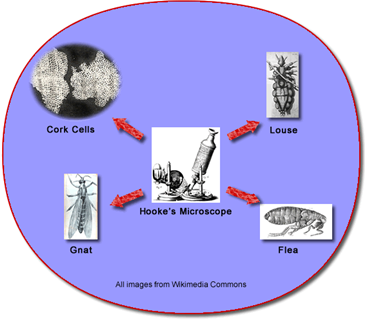 Cork Cells
Louse
Hooke's Microscope
Gnat
Flea
All images from Wikimedia Commons